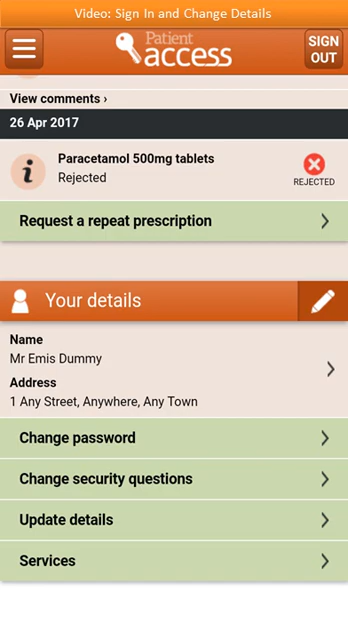 Video: Sign In and Change Details
Patient
access
SIGN
OUT
View comments ›
26 Apr 2017
i
Paracetamol 500mg tablets
Rejected
REJECTED
Request a repeat prescription
Your details
Name
Mr Emis Dummy
Address
1 Any Street, Anywhere, Any Town
Change password
Change security questions
Update details
Services